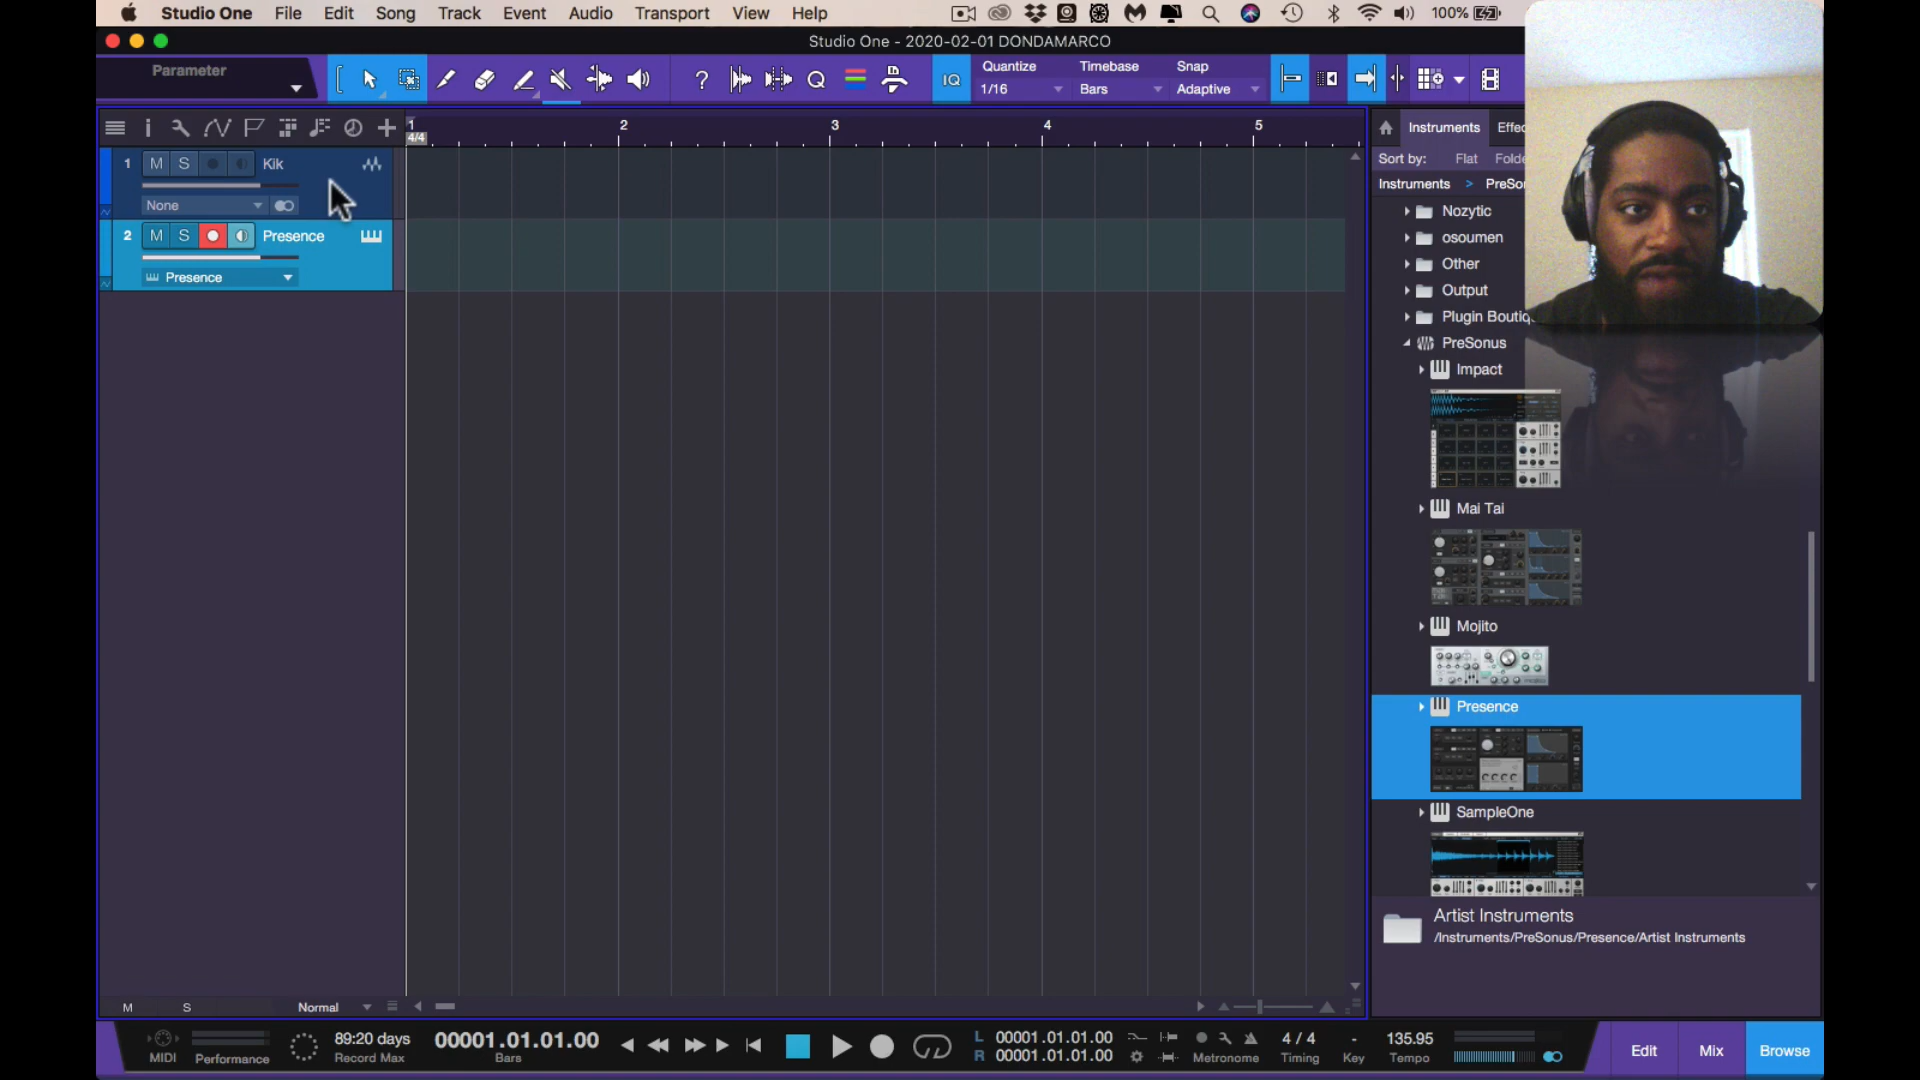 Studio One File Edit Song Track Event Audio Transport View Help 100%
Studio One - 2020-02-01 DONDAMARCO
Parameter
? Q IQ
Quantize Timebase Snap
1/16 Bars Adaptive
1 2 3 4 5
4/4
1 M S Kik
None
2 M S Presence
Presence
Instruments
Sort by: Flat
Instruments >
Nozytic
osoumen
Other
Output
Plugin
PreSonus
Impact
Mai Tai
Mojito
Presence
SampleOne
Artist Instruments
/Instruments/PreSonus/Presence/Artist Instruments
M S Normal
MIDI
Performance
89:20 days
Record Max
00001.01.01.00
Bars
L 00001.01.01.00
R 00001.01.01.00
Metronome
4 / 4
Timing
-
Key
135.95
Tempo
Edit Mix Browse